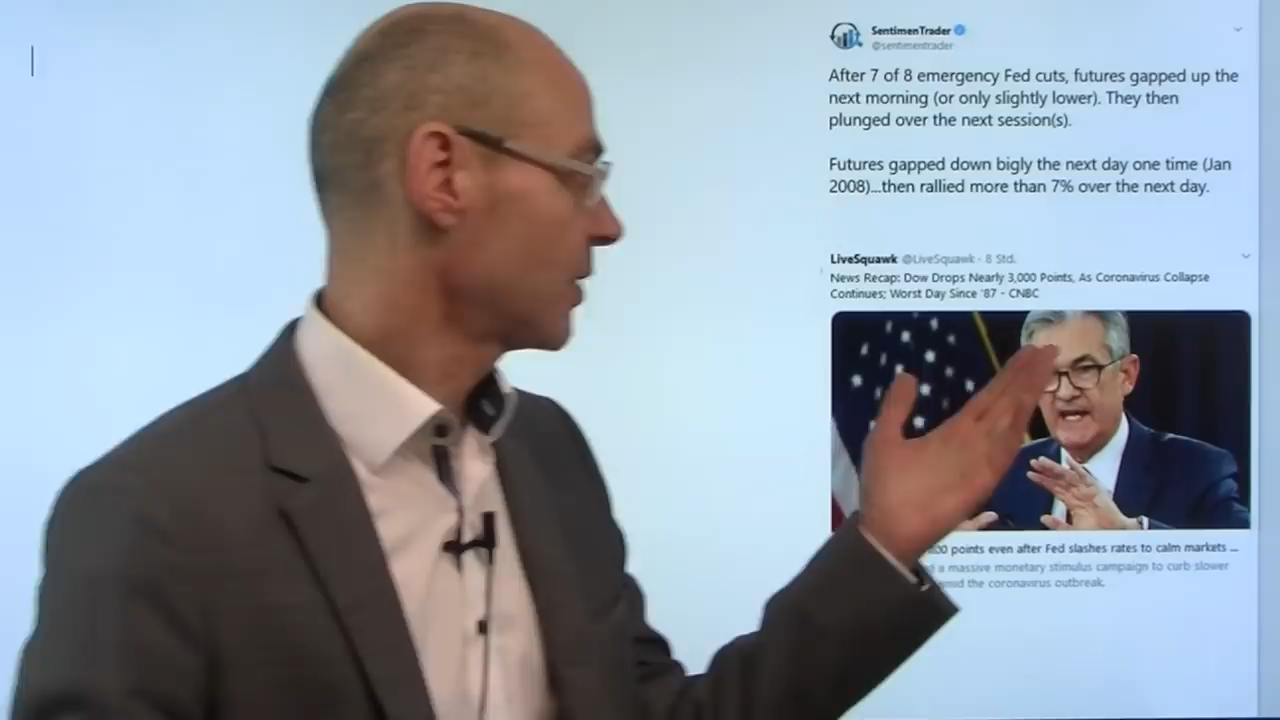 SentimenTrader
@sentimentrader
After 7 of 8 emergency Fed cuts, futures gapped up the
next morning (or only slightly lower). They then
plunged over the next session(s).
Futures gapped down bigly the next day one time (Jan
2008)...then rallied more than 7% over the next day.
LiveSquawk @LiveSquawk · 8 Std.
News Recap: Dow Drops Nearly 3,000 Points, As Coronavirus Collapse
Continues; Worst Day Since '87 - CNBC
points even after Fed slashes rates to calm markets ...
a massive monetary stimulus campaign to curb slower
amid the coronavirus outbreak.